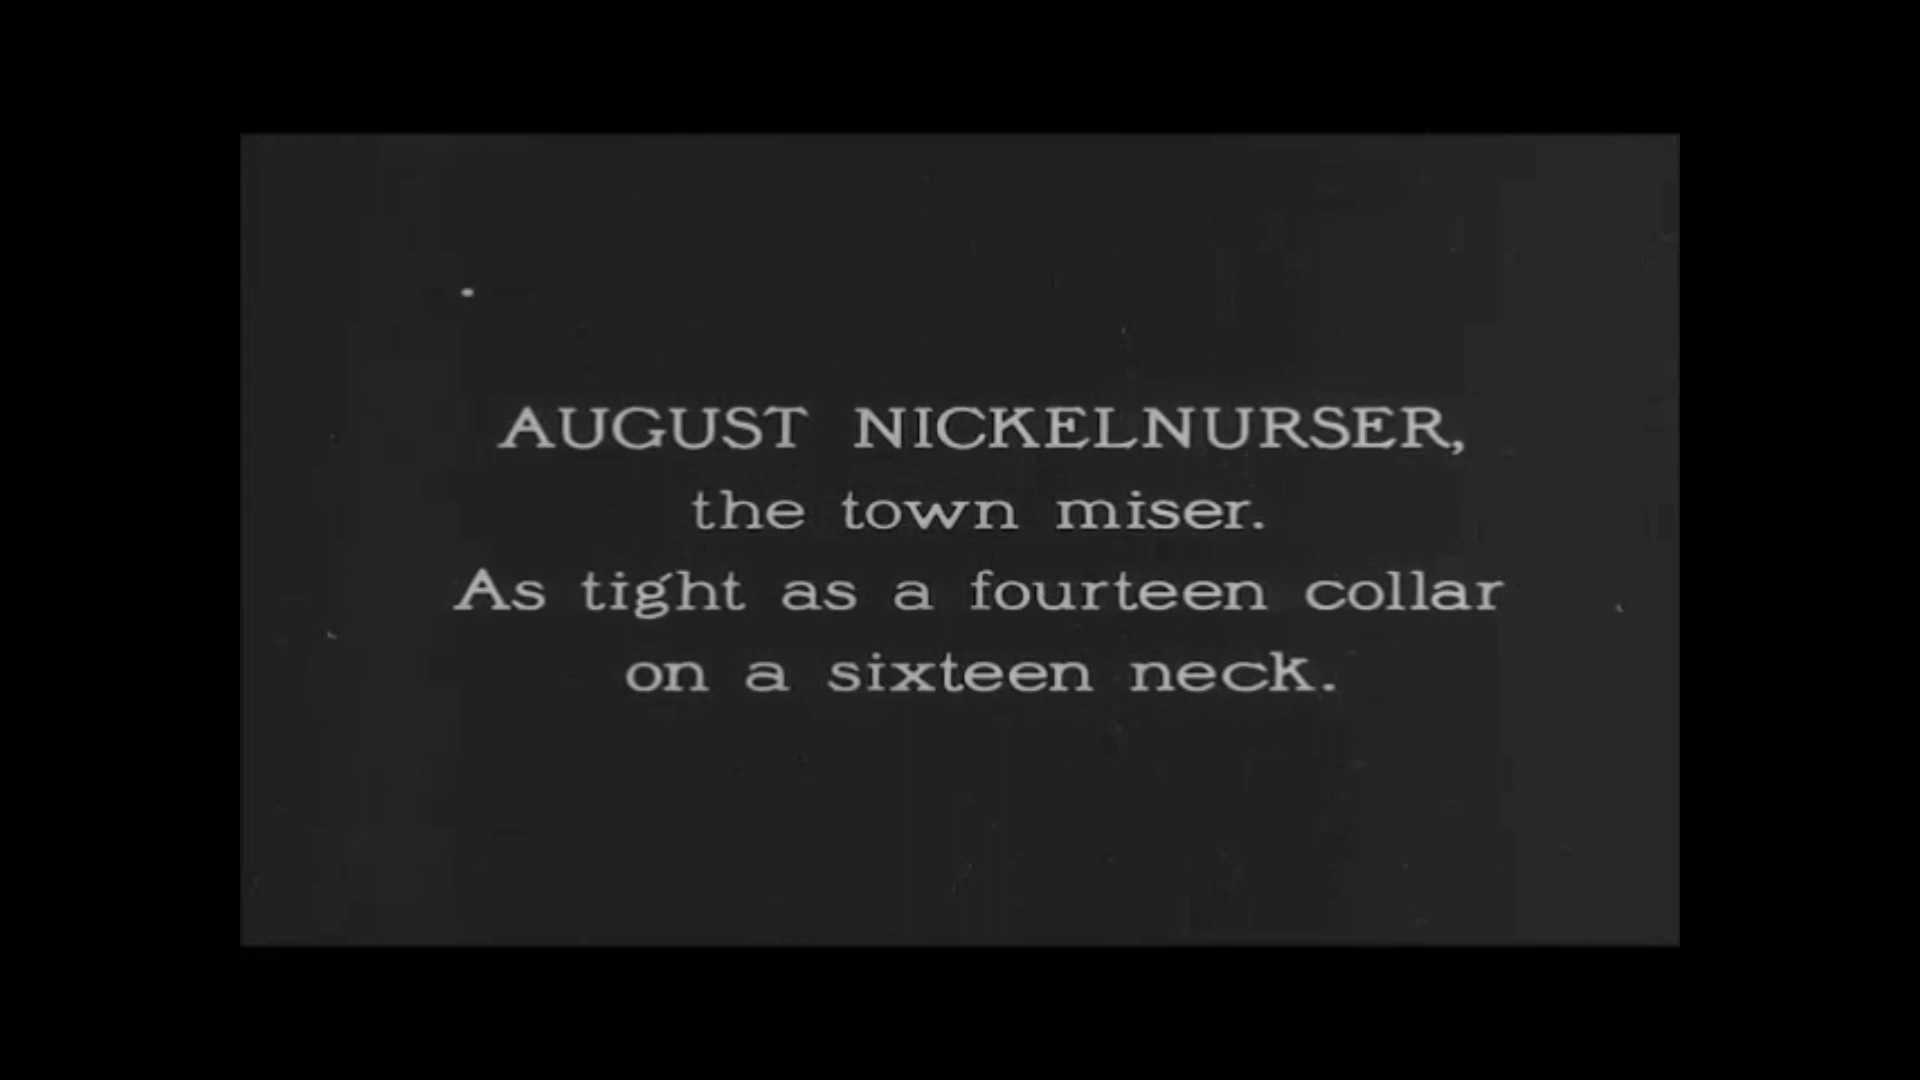 AUGUST NICKELNURSER,
the town miser.
As tight as a fourteen collar
on a sixteen neck.